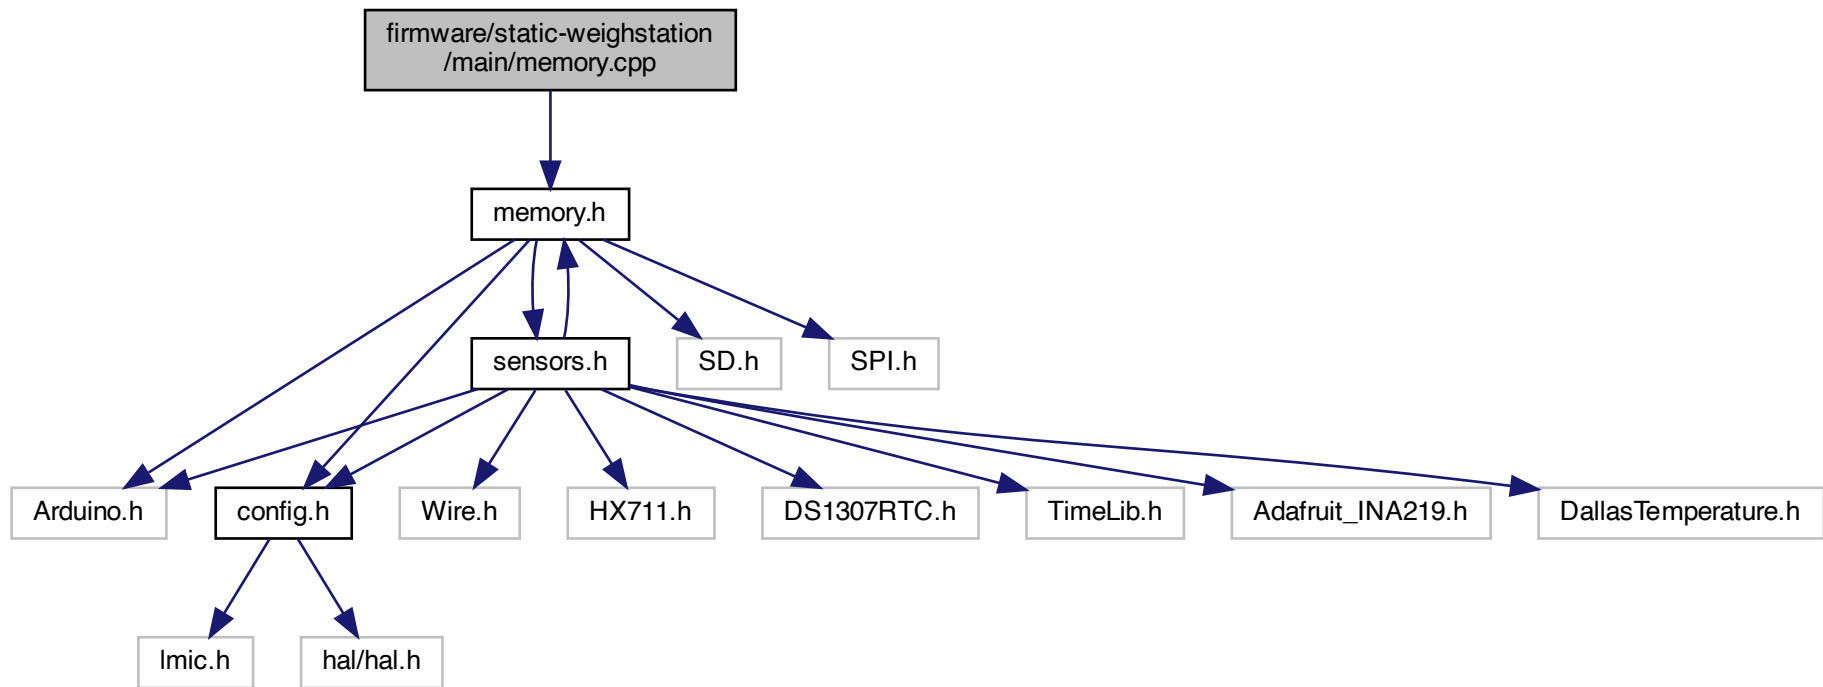 firmware/static-weighstation
/main/memory.cpp
memory.h
sensors.h
SD.h
SPI.h
Arduino.h
config.h
Wire.h
HX711.h
DS1307RTC.h
TimeLib.h
Adafruit_INA219.h
DallasTemperature.h
lmic.h
hal/hal.h